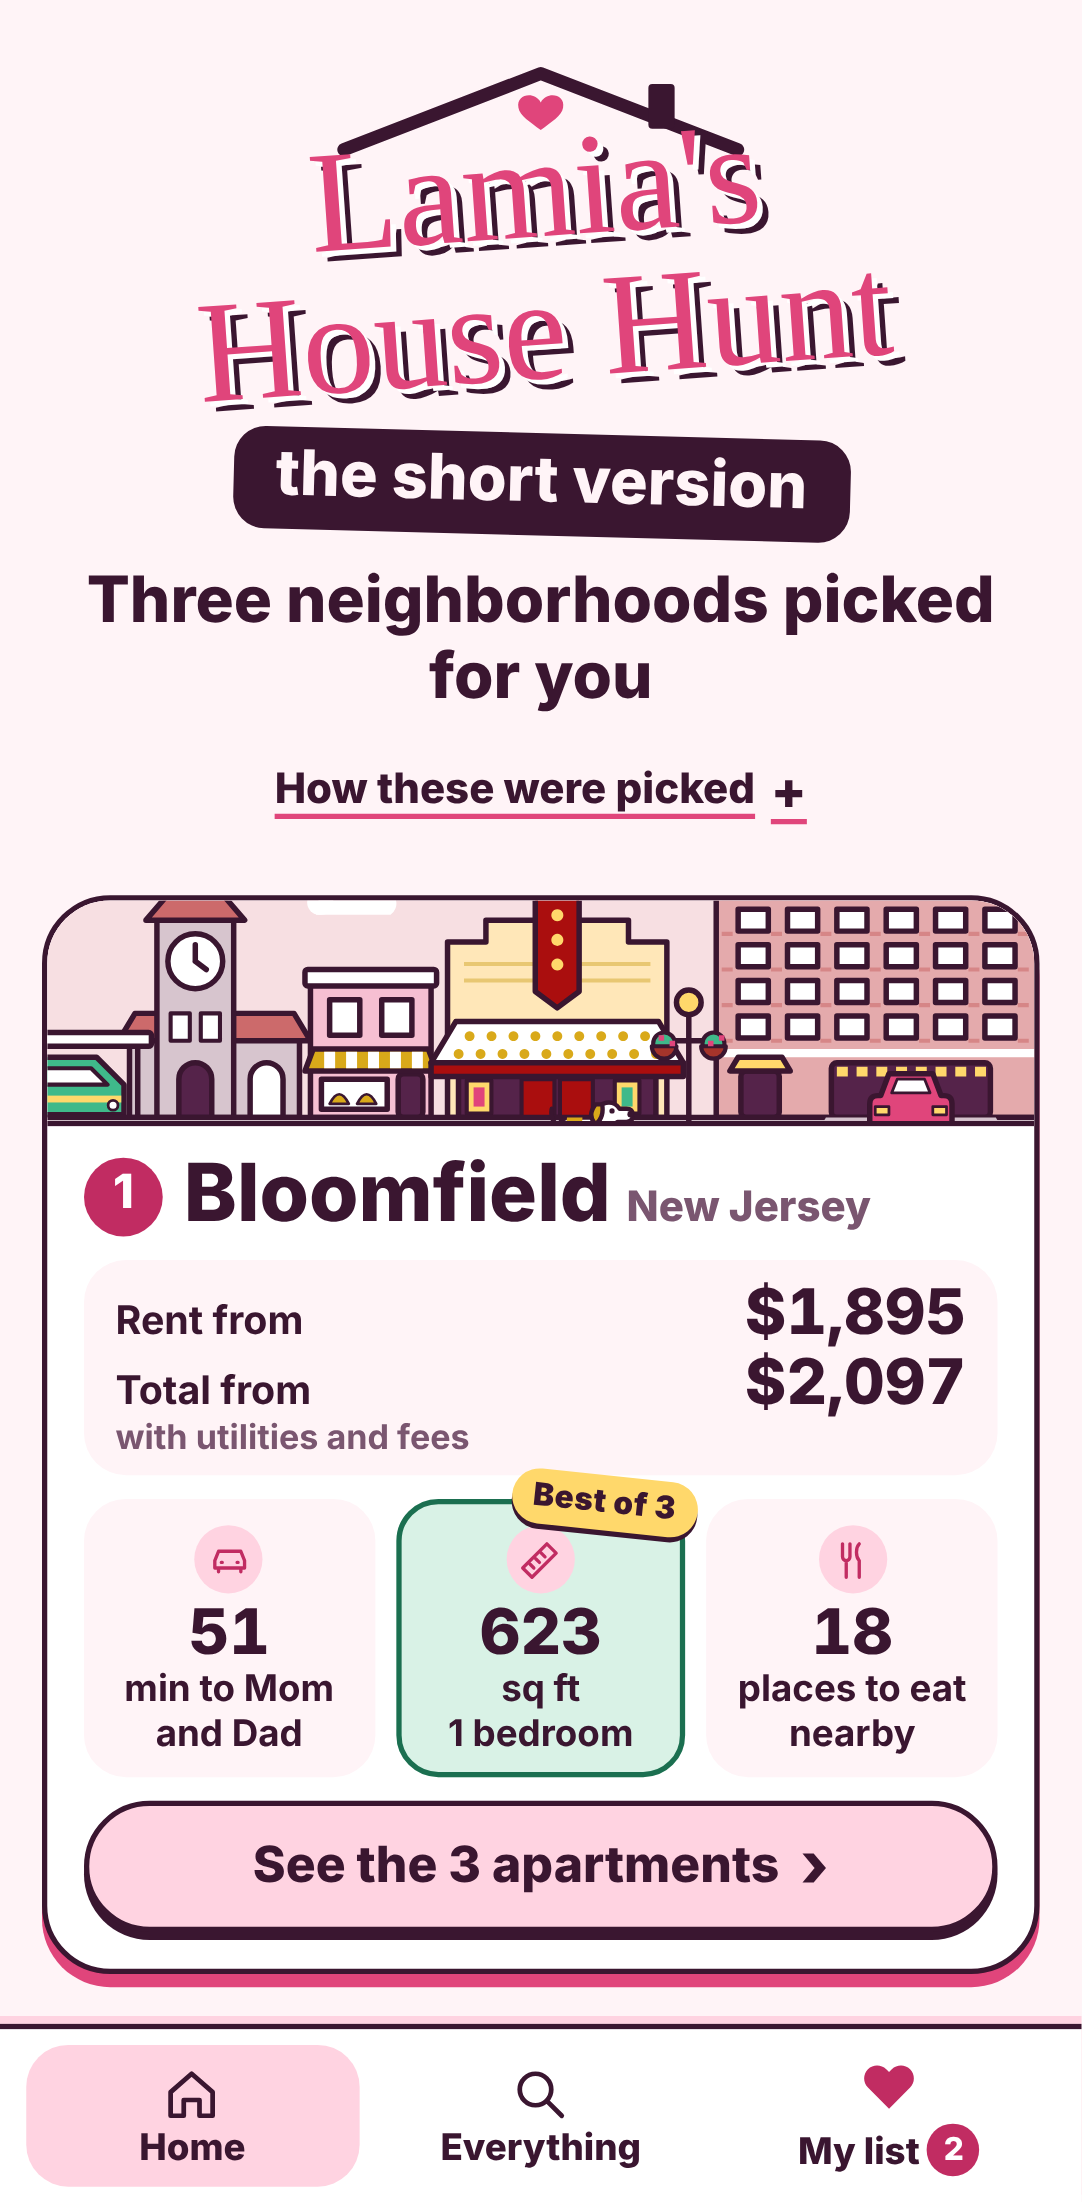 Lamia's
House Hunt
the short version
Three neighborhoods picked
for you
How these were picked +
1 Bloomfield New Jersey
Rent from $1,895
Total from $2,097
with utilities and fees
Best of 3
51
min to Mom
and Dad
623
sq ft
1 bedroom
18
places to eat
nearby
See the 3 apartments ›
Home
Everything
My list 2